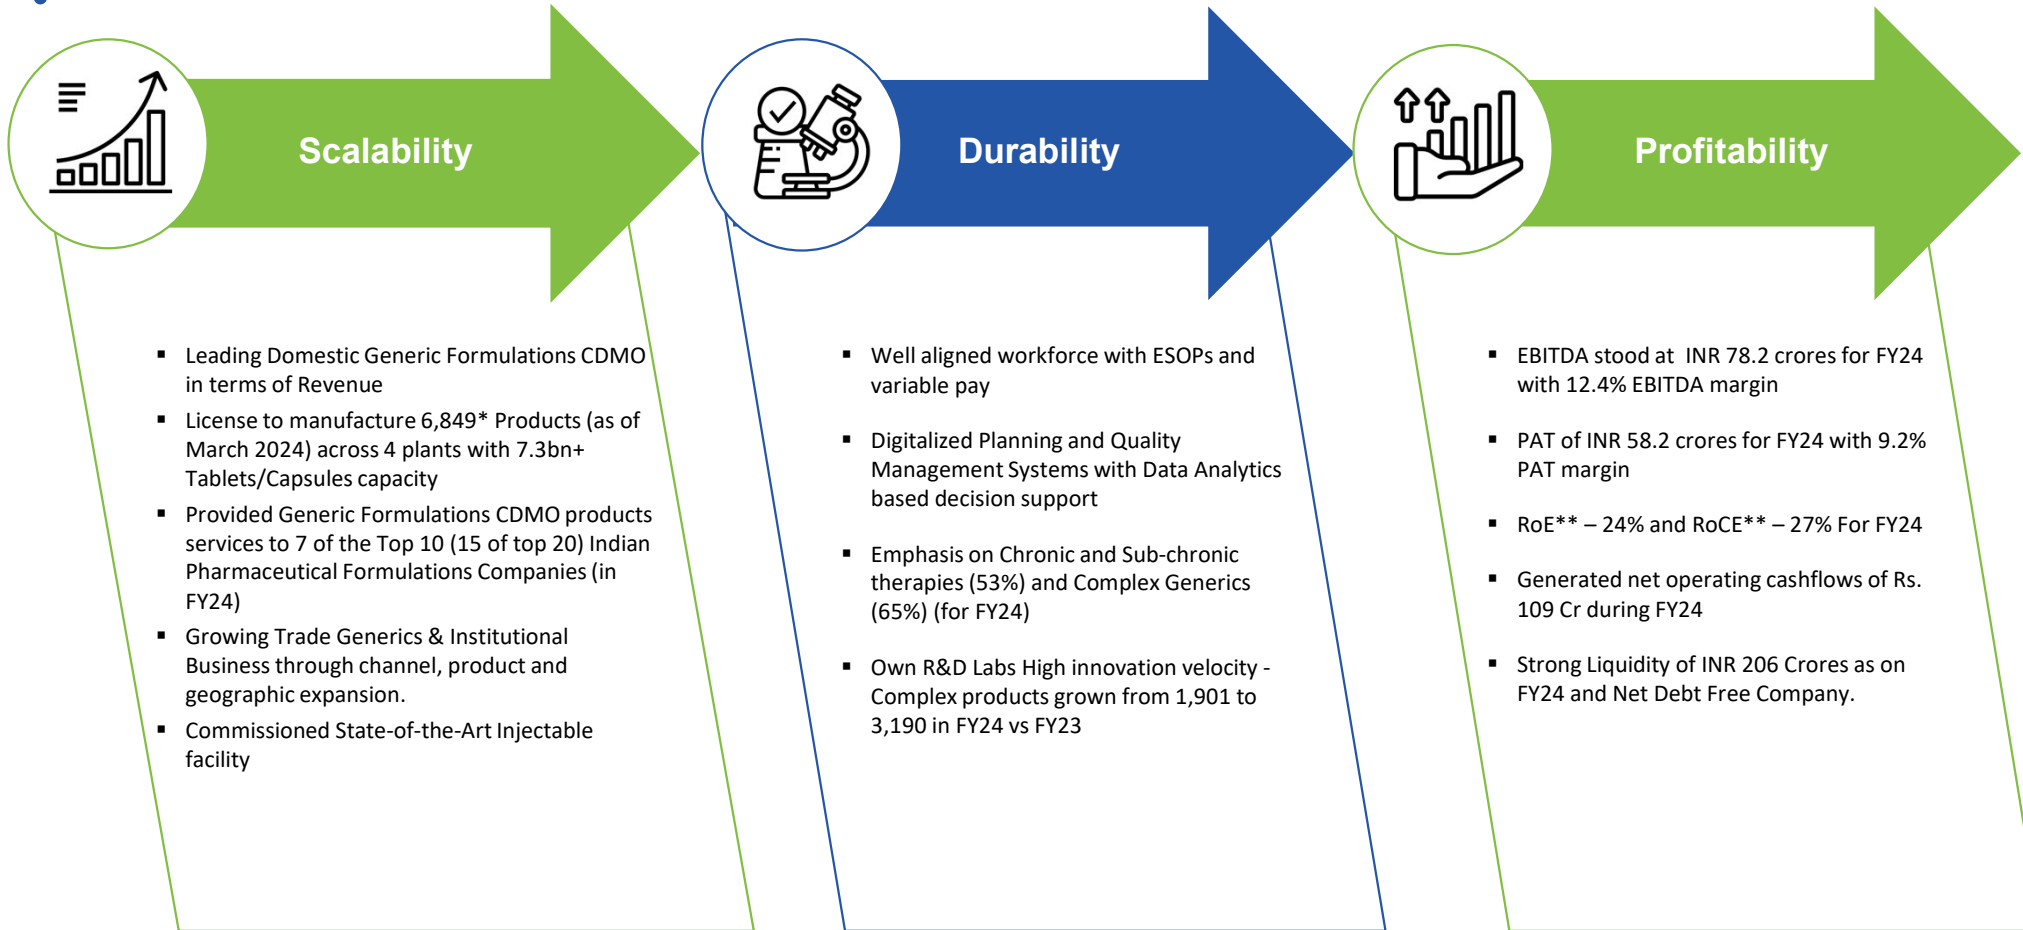 Scalability
▪ Leading Domestic Generic Formulations CDMO
in terms of Revenue
▪ License to manufacture 6,849* Products (as of
March 2024) across 4 plants with 7.3bn+
Tablets/Capsules capacity
▪ Provided Generic Formulations CDMO products
services to 7 of the Top 10 (15 of top 20) Indian
Pharmaceutical Formulations Companies (in
FY24)
▪ Growing Trade Generics & Institutional
Business through channel, product and
geographic expansion.
▪ Commissioned State-of-the-Art Injectable
facility
Durability
▪ Well aligned workforce with ESOPs and
variable pay
▪ Digitalized Planning and Quality
Management Systems with Data Analytics
based decision support
▪ Emphasis on Chronic and Sub-chronic
therapies (53%) and Complex Generics
(65%) (for FY24)
▪ Own R&D Labs High innovation velocity -
Complex products grown from 1,901 to
3,190 in FY24 vs FY23
Profitability
▪ EBITDA stood at INR 78.2 crores for FY24
with 12.4% EBITDA margin
▪ PAT of INR 58.2 crores for FY24 with 9.2%
PAT margin
▪ RoE** – 24% and RoCE** – 27% For FY24
▪ Generated net operating cashflows of Rs.
109 Cr during FY24
▪ Strong Liquidity of INR 206 Crores as on
FY24 and Net Debt Free Company.